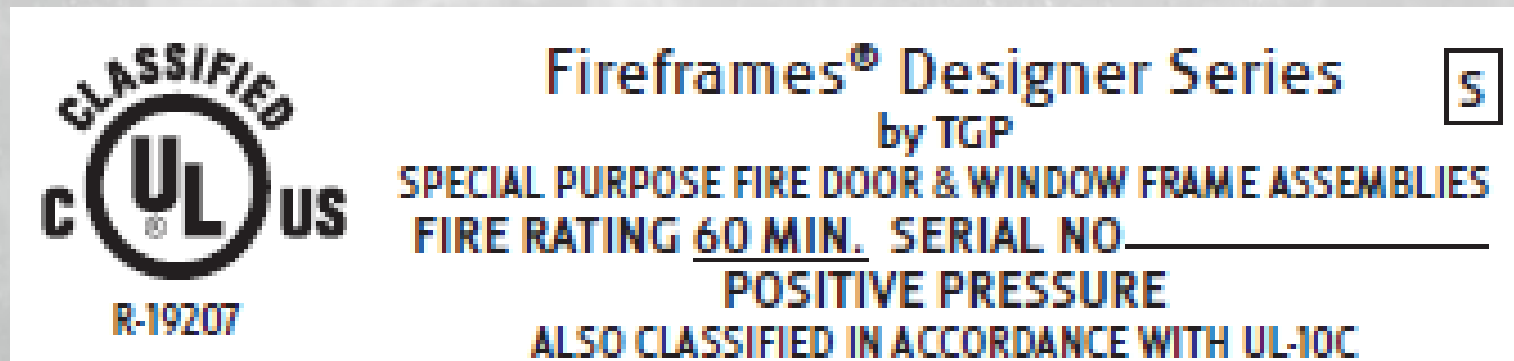 CLASSIFIED
C UL® US
R-19207
Fireframes® Designer Series
S
by TGP
SPECIAL PURPOSE FIRE DOOR & WINDOW FRAME ASSEMBLIES
FIRE RATING 60 MIN. SERIAL NO
POSITIVE PRESSURE
ALSO CLASSIFIED IN ACCORDANCE WITH UL-10C